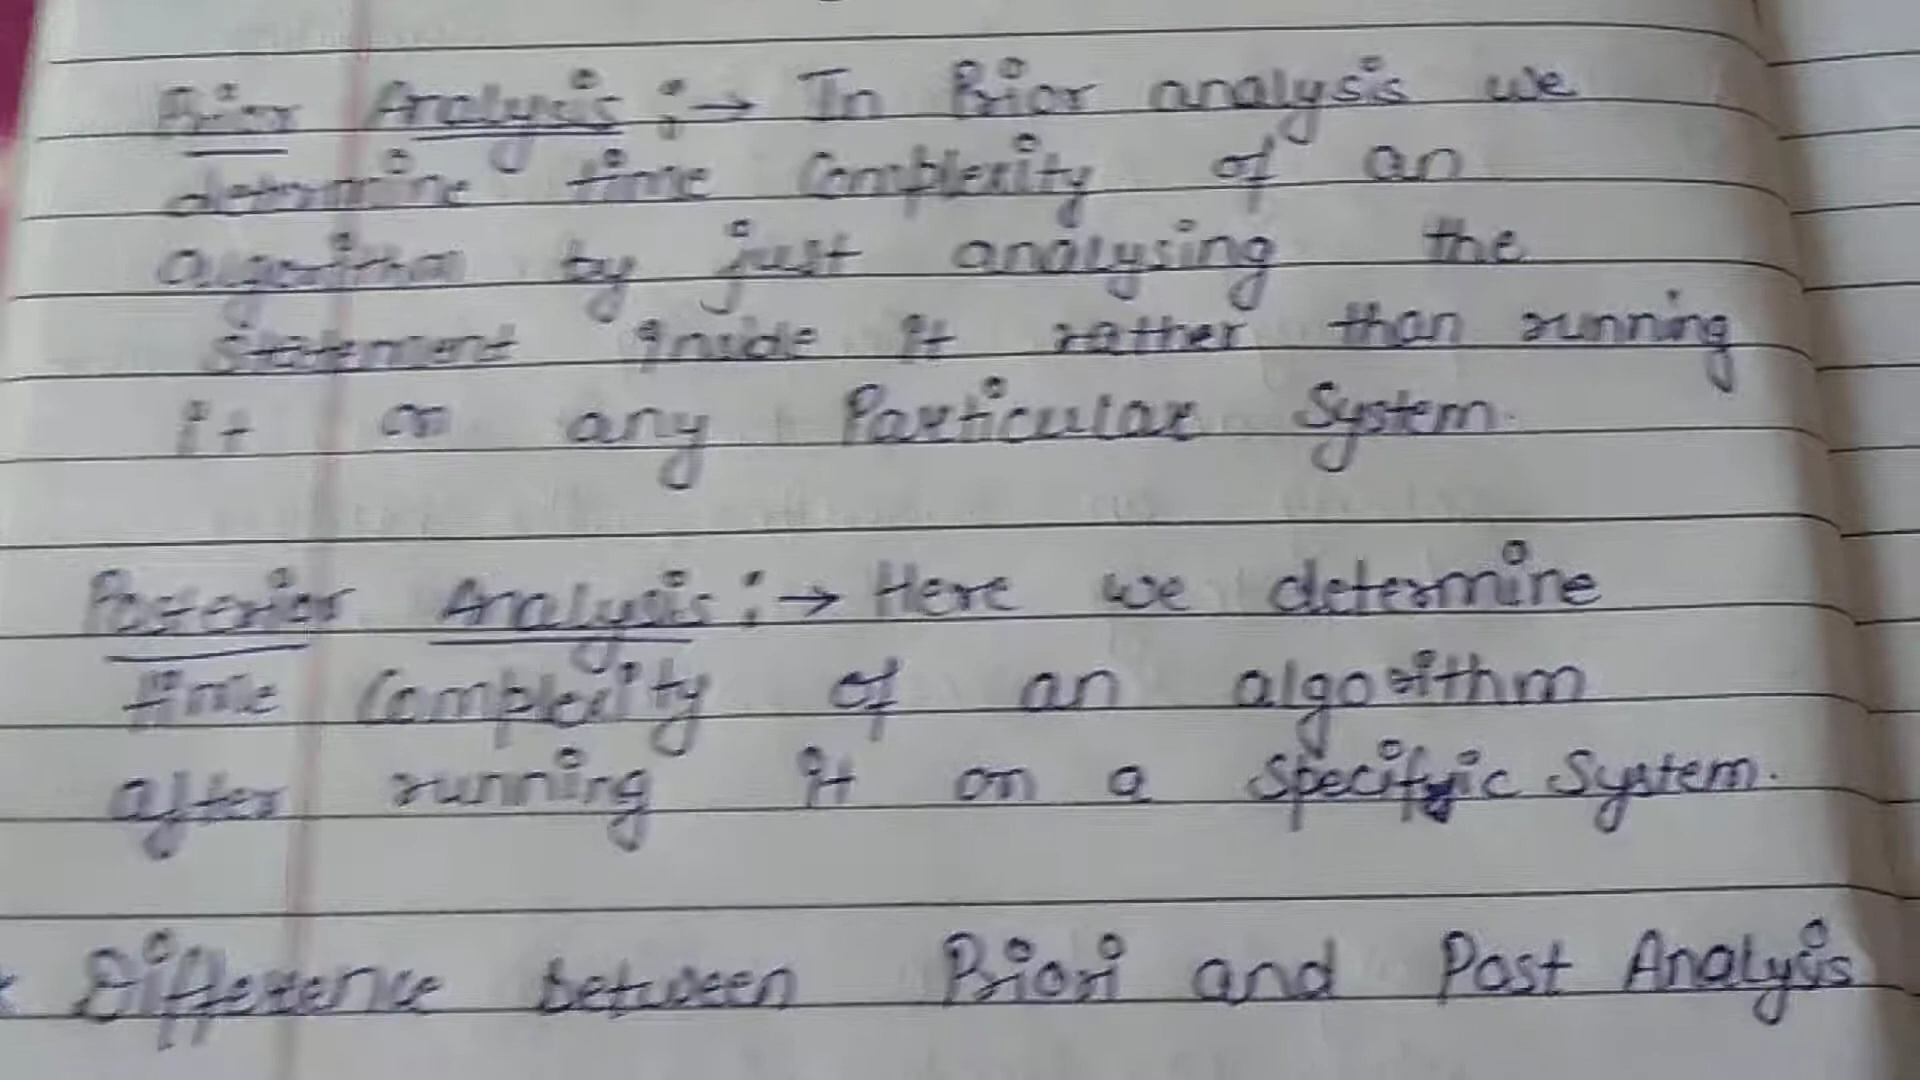 Prior Analysis :→ In Prior analysis we
determine time Complexity of an
algorithm by just analysing the
statement inside it rather than running
it on any Particular System.
Posterior Analysis :→ Here we determine
time Complexity of an algorithm
after running it on a specific System.
Difference between Priori and Post Analysis